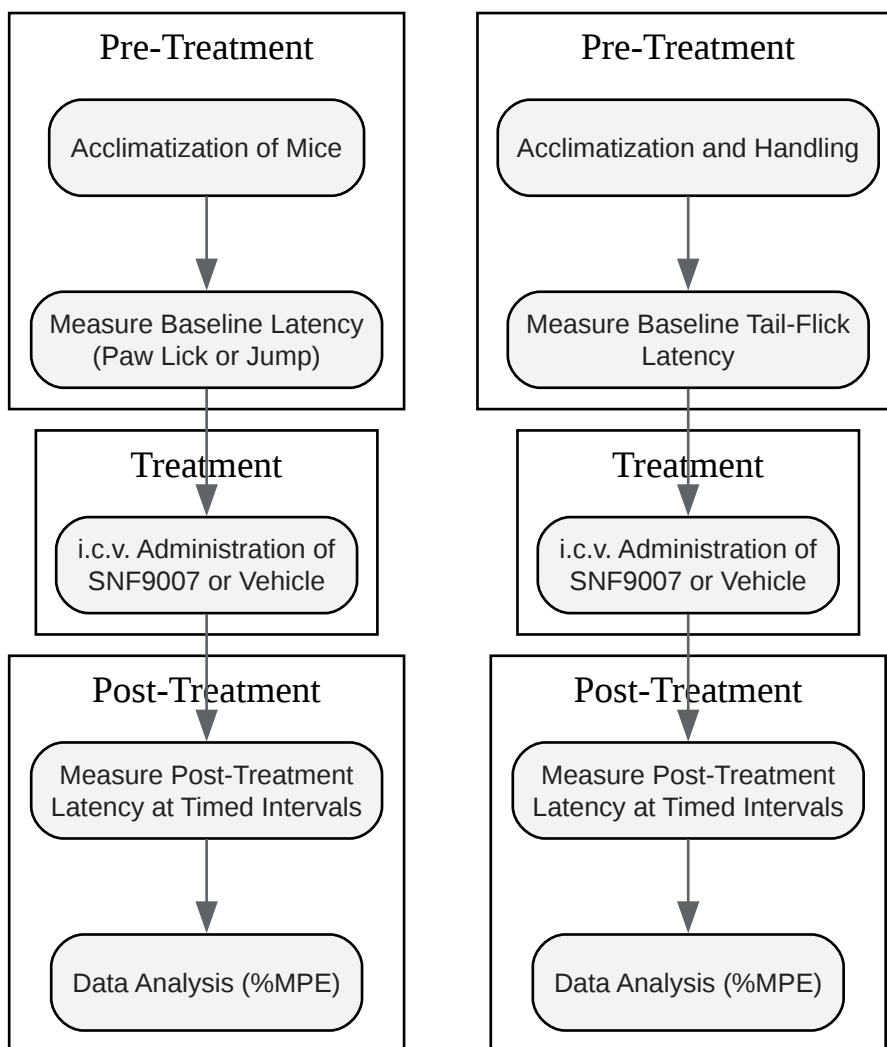 Pre-Treatment
Acclimatization of Mice
Measure Baseline Latency
(Paw Lick or Jump)
Treatment
i.c.v. Administration of
SNF9007 or Vehicle
Post-Treatment
Measure Post-Treatment
Latency at Timed Intervals
Data Analysis (%MPE)
Pre-Treatment
Acclimatization and Handling
Measure Baseline Tail-Flick
Latency
Treatment
i.c.v. Administration of
SNF9007 or Vehicle
Post-Treatment
Measure Post-Treatment
Latency at Timed Intervals
Data Analysis (%MPE)